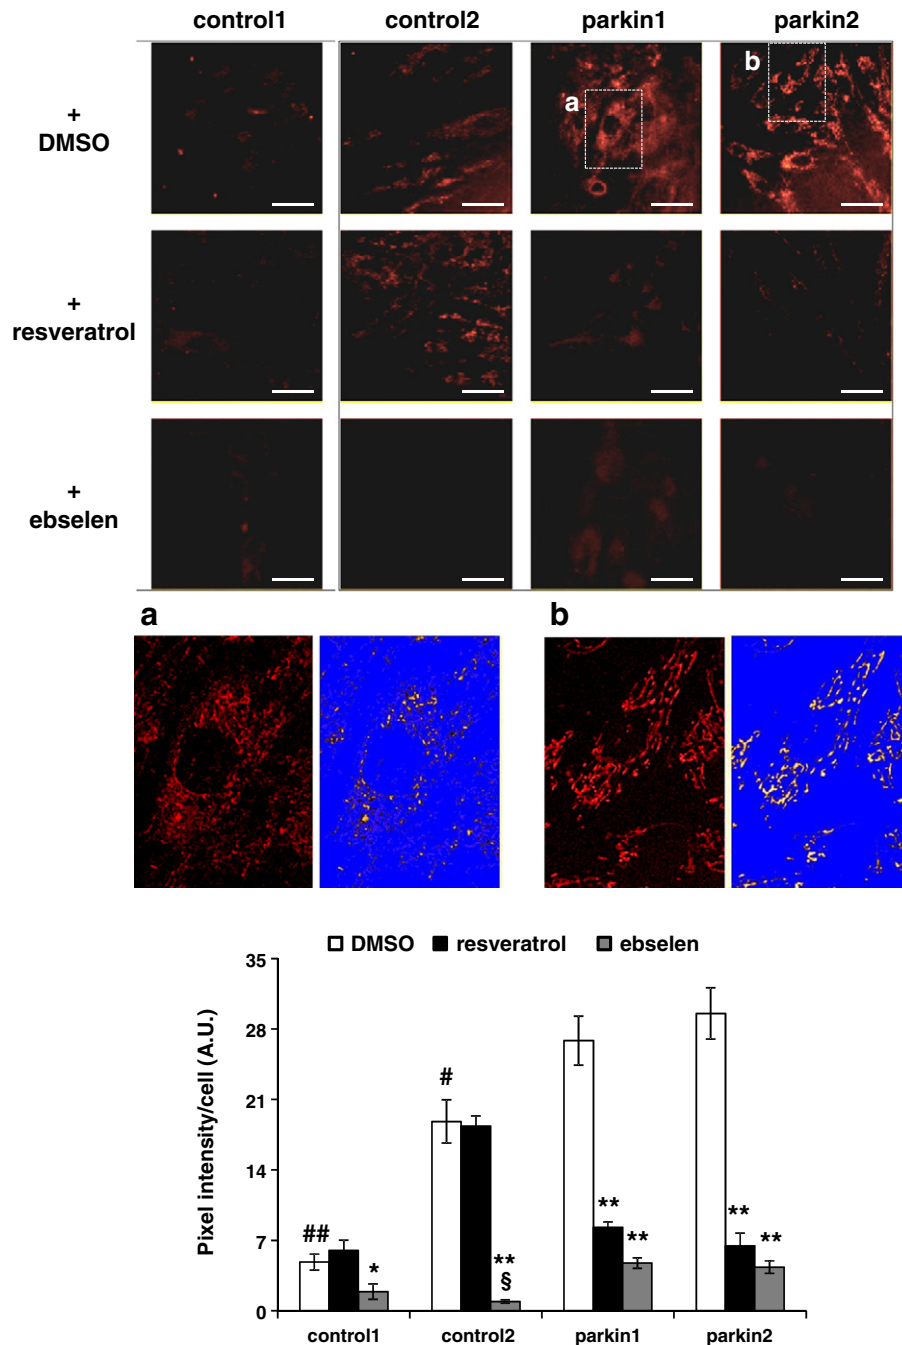 control1 control2 parkin1 parkin2
+
DMSO
a
b
+
resveratrol
+
ebselen
a
b
DMSO resveratrol ebselen
Pixel intensity/cell (A.U.)
35
28
21
14
7
0
##
*
#
**
§
**
**
**
**
control1 control2 parkin1 parkin2